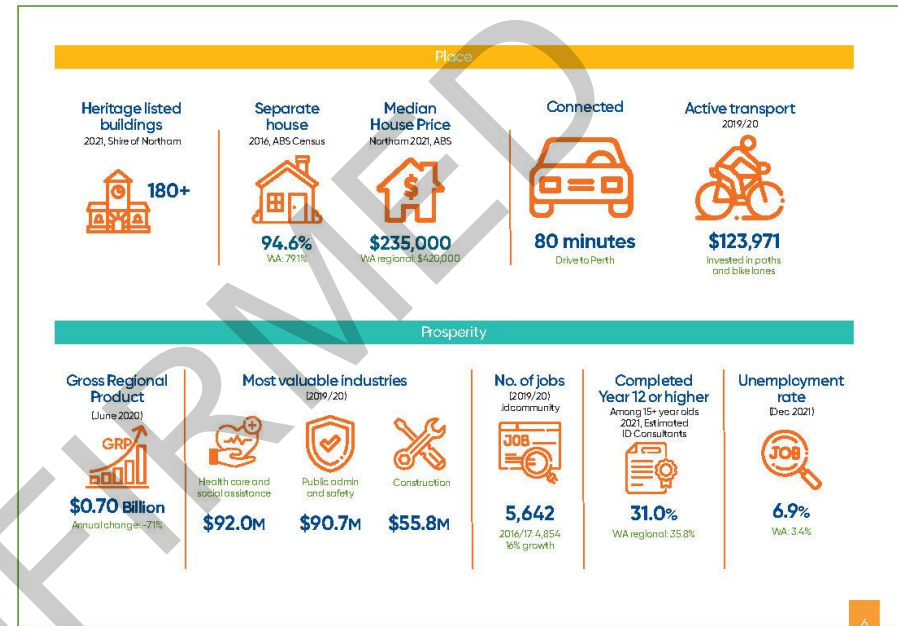 Place
Heritage listed
buildings
2021, Shire of Northam
180+
Separate
house
2016, ABS Census
94.6%
WA: 79.1%
Median
House Price
Northam 2021, ABS
$
$235,000
WA regional: $420,000
Connected
80 minutes
Drive to Perth
Active transport
2019/20
$123,971
Invested in paths
and bike lanes
Prosperity
Gross Regional
Product
(June 2020)
GRP
$0.70 Billion
Annual change: -7.1%
Most valuable industries
(2019/20)
Health care and
social assistance
$92.0M
Public admin
and safety
$90.7M
Construction
$55.8M
No. of jobs
(2019/20)
.idcommunity
JOB
5,642
2016/17: 4,854
16% growth
Completed
Year 12 or higher
Among 15+ year olds
2021, Estimated
ID Consultants
31.0%
WA regional: 35.8%
Unemployment
rate
(Dec 2021)
JOB
6.9%
WA: 3.4%
FIRMED
6